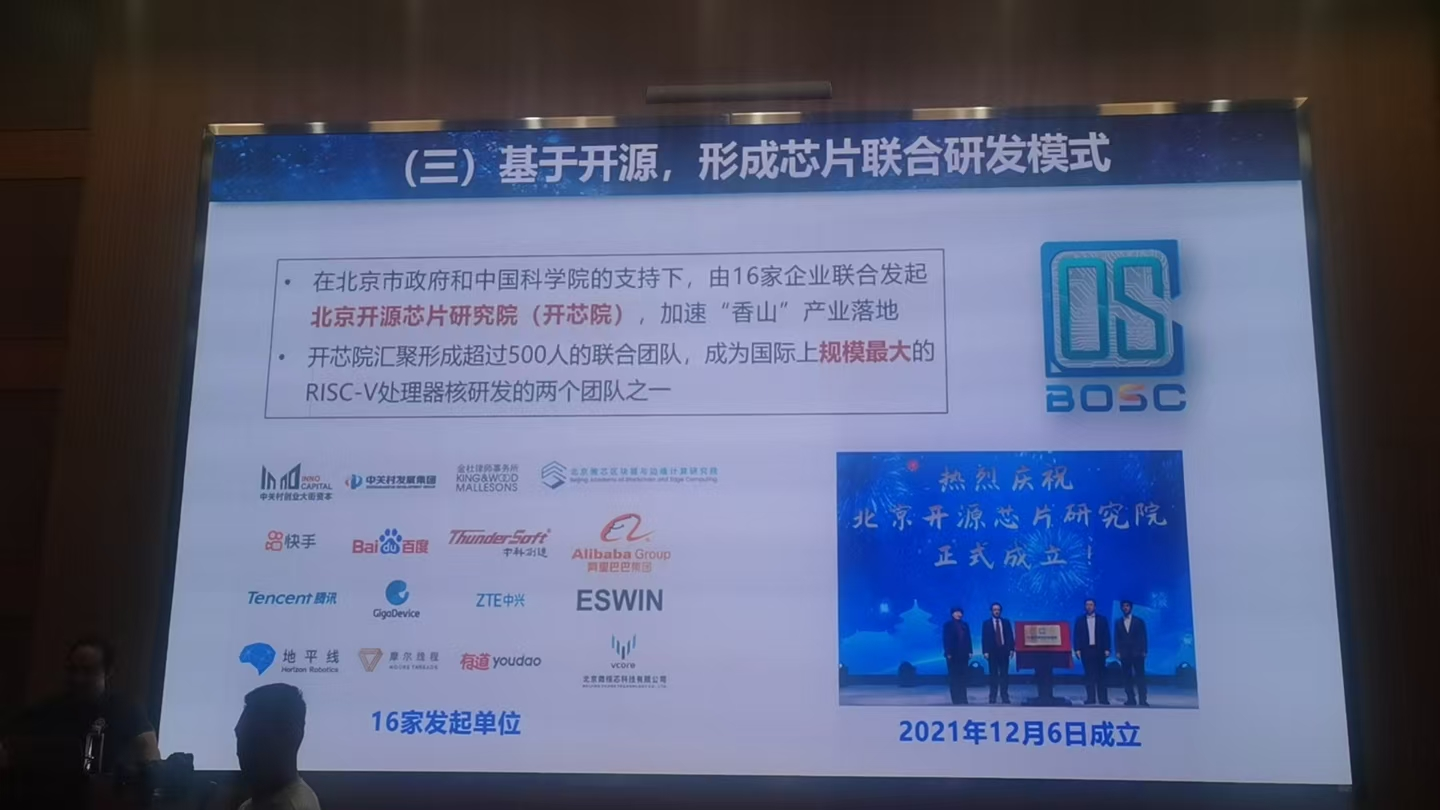 （三）基于开源，形成芯片联合研发模式
• 在北京市政府和中国科学院的支持下，由16家企业联合发起
北京开源芯片研究院（开芯院），加速“香山”产业落地
• 开芯院汇聚形成超过500人的联合团队，成为国际上规模最大的
RISC-V处理器核研发的两个团队之一
OS
BOSC
INNO CAPITAL
中关村创业大街资本
中关村发展集团
金杜律师事务所
KING&WOD
MALLESONS
北京微芯区块链与边缘计算研究院
Beijing Academy of Blockchain and Edge Computing
快手
Baidu百度
ThunderSoft
中科创达
Alibaba Group
阿里巴巴集团
Tencent 腾讯
GigaDevice
ZTE中兴
ESWIN
地平线
Horizon Robotics
摩尔线程
MOORE THREADS
有道 youdao
vcore
北京微核芯科技有限公司
16家发起单位
热烈庆祝
北京开源芯片研究院
正式成立！
2021年12月6日成立